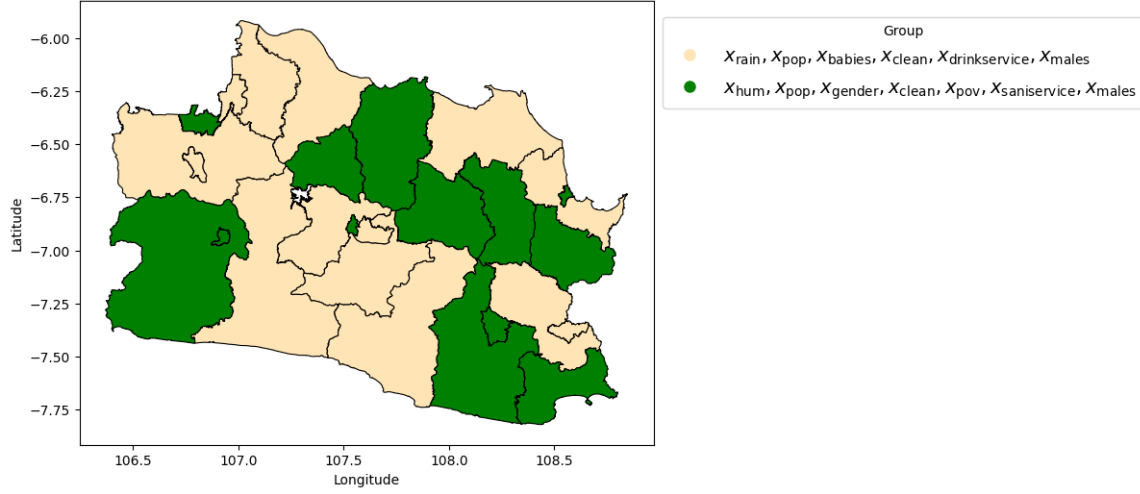 Group
x_rain, x_pop, x_babies, x_clean, x_drinkservice, x_males
x_hum, x_pop, x_gender, x_clean, x_pov, x_saniservice, x_males
−6.00
−6.25
−6.50
−6.75
−7.00
−7.25
−7.50
−7.75
Latitude
106.5 107.0 107.5 108.0 108.5
Longitude